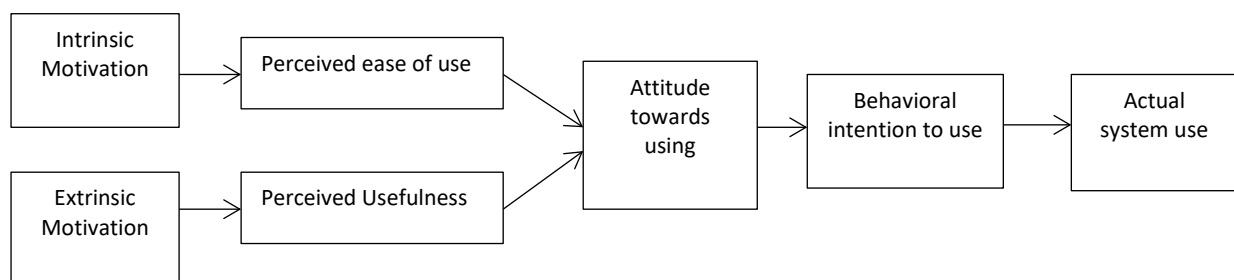 Intrinsic
Motivation
Perceived ease of use
Extrinsic
Motivation
Perceived Usefulness
Attitude
towards
using
Behavioral
intention to use
Actual
system use